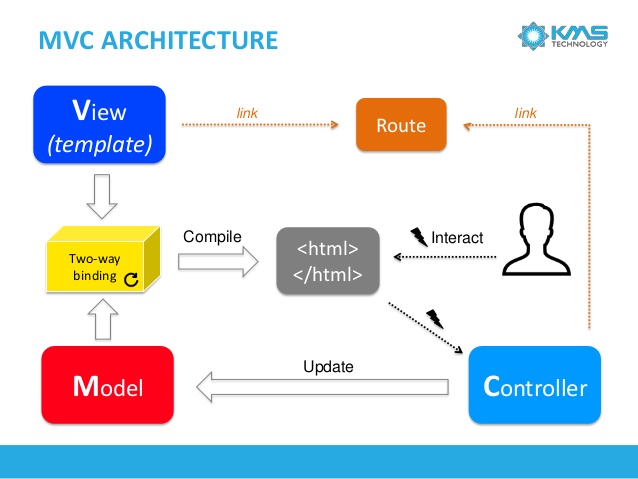 MVC ARCHITECTURE
KMS
TECHNOLOGY
View
(template)
link
Route
link
Two-way
binding
Compile
<html>
</html>
Interact
Model
Update
Controller